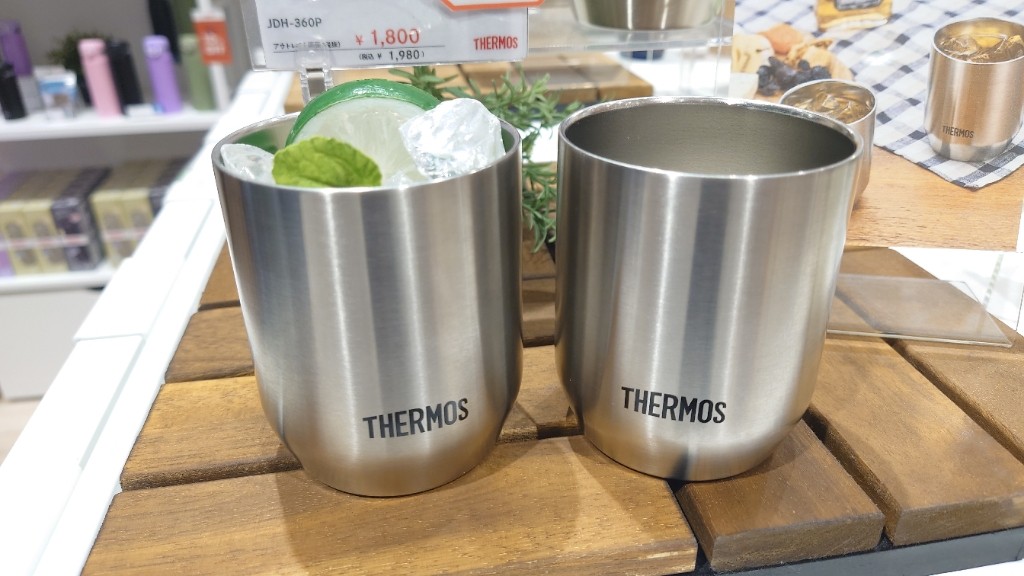 JDH-360P
¥ 1,800
(税込 ¥ 1,980)
THERMOS
THERMOS
THERMOS
THERMOS